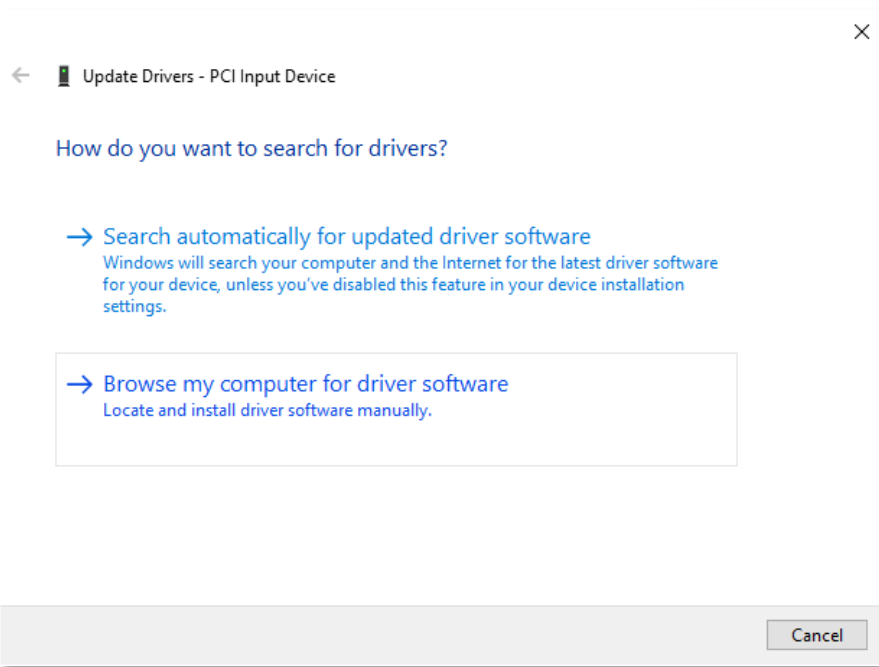 Update Drivers - PCI Input Device
How do you want to search for drivers?
Search automatically for updated driver software
Windows will search your computer and the Internet for the latest driver software
for your device, unless you've disabled this feature in your device installation
settings.
Browse my computer for driver software
Locate and install driver software manually.
Cancel